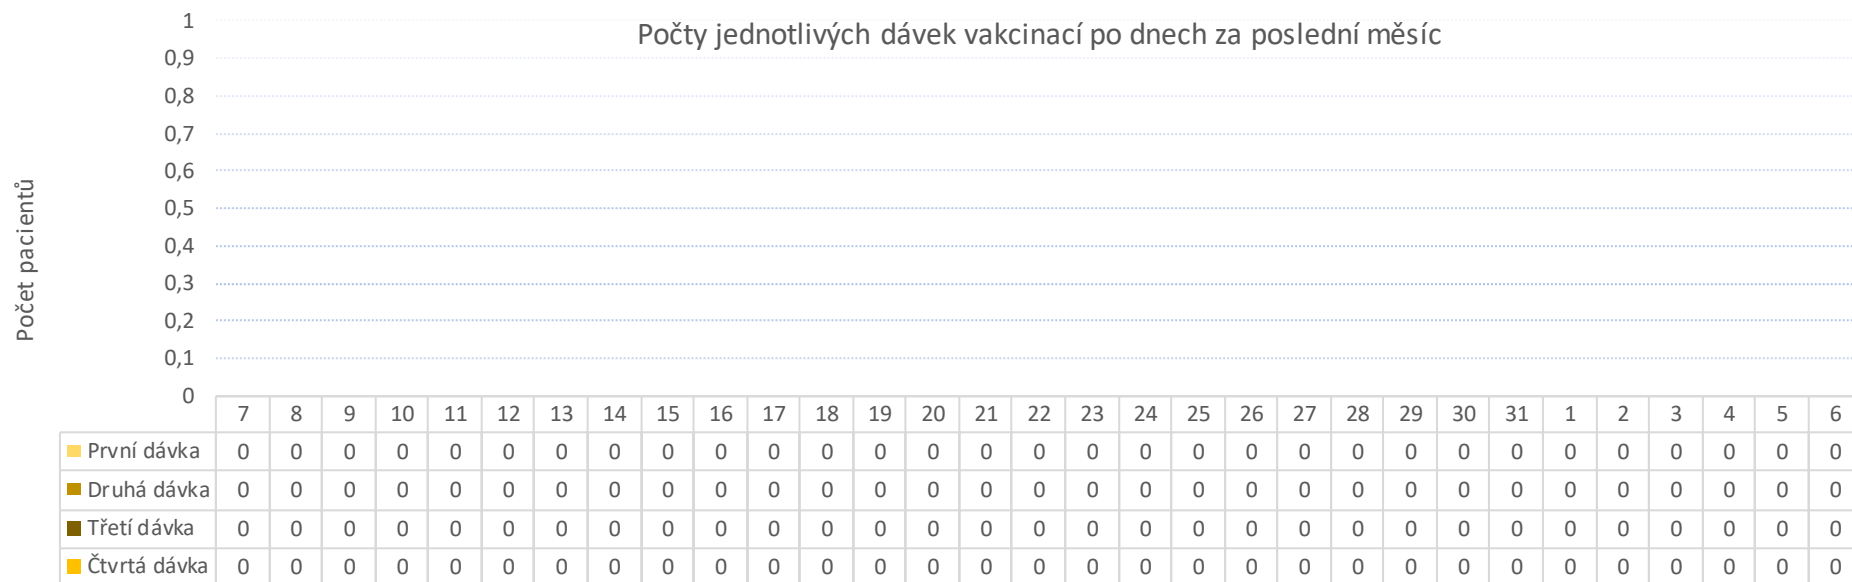 Počty jednotlivých dávek vakcinací po dnech za poslední měsíc
Počet pacientů
1
0,9
0,8
0,7
0,6
0,5
0,4
0,3
0,2
0,1
0
7 8 9 10 11 12 13 14 15 16 17 18 19 20 21 22 23 24 25 26 27 28 29 30 31 1 2 3 4 5 6
První dávka 0 0 0 0 0 0 0 0 0 0 0 0 0 0 0 0 0 0 0 0 0 0 0 0 0 0 0 0 0 0 0
Druhá dávka 0 0 0 0 0 0 0 0 0 0 0 0 0 0 0 0 0 0 0 0 0 0 0 0 0 0 0 0 0 0 0
Třetí dávka 0 0 0 0 0 0 0 0 0 0 0 0 0 0 0 0 0 0 0 0 0 0 0 0 0 0 0 0 0 0 0
Čtvrtá dávka 0 0 0 0 0 0 0 0 0 0 0 0 0 0 0 0 0 0 0 0 0 0 0 0 0 0 0 0 0 0 0